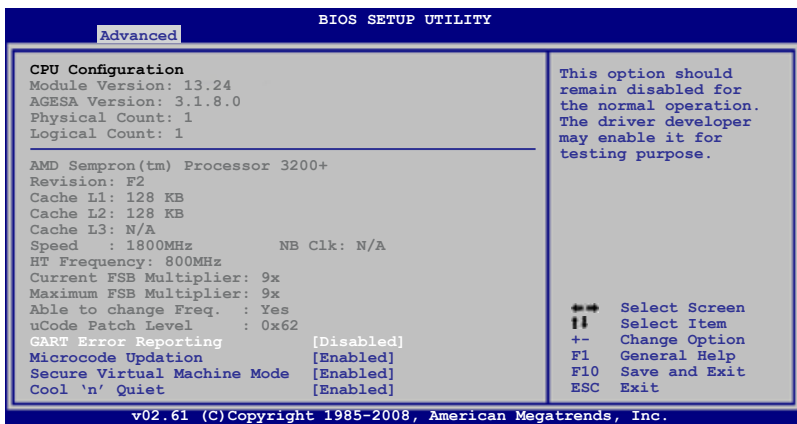 BIOS SETUP UTILITY
Advanced
CPU Configuration
Module Version: 13.24
AGESA Version: 3.1.8.0
Physical Count: 1
Logical Count: 1
AMD Sempron(tm) Processor 3200+
Revision: F2
Cache L1: 128 KB
Cache L2: 128 KB
Cache L3: N/A
Speed : 1800MHz NB Clk: N/A
HT Frequency: 800MHz
Current FSB Multiplier: 9x
Maximum FSB Multiplier: 9x
Able to change Freq. : Yes
uCode Patch Level : 0x62
GART Error Reporting [Disabled]
Microcode Updation [Enabled]
Secure Virtual Machine Mode [Enabled]
Cool ‘n’ Quiet [Enabled]
This option should
remain disabled for
the normal operation.
The driver developer
may enable it for
testing purpose.
←→ Select Screen
↑↓ Select Item
+- Change Option
F1 General Help
F10 Save and Exit
ESC Exit
v02.61 (C)Copyright 1985-2008, American Megatrends, Inc.